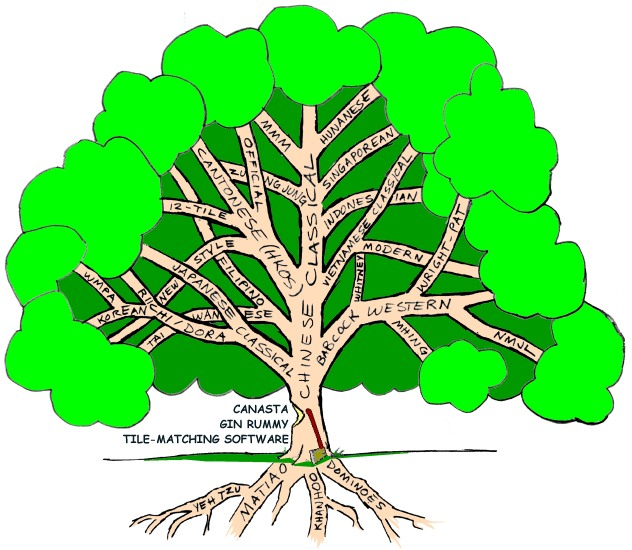 MMM
HUNANESE
OFFICIAL
SINGAPOREAN
ZUNG JUNG
CANTONESE (HKOS)
12-TILE
INDONESIAN
VIETNAMESE CLASSICAL
CHINESE CLASSICAL
WRIGHT-PAT
MODERN
WHITNEY
NEW STYLE
FILIPINO
JAPANESE CLASSICAL
WMPA
RIICHI/DORA
KOREAN
TAIWANESE
BABCOCK
WESTERN
MHING
NMJL
CANASTA
GIN RUMMY
TILE-MATCHING SOFTWARE
YEH TZU
MATIAO
KHANHOO
DOMINOES